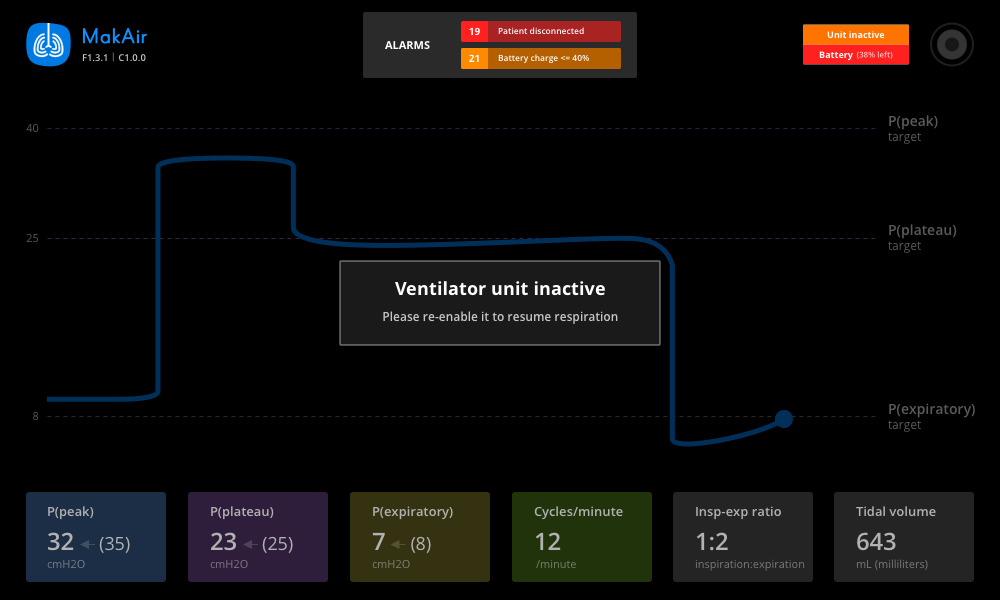 MakAir
F1.3.1 | C1.0.0
ALARMS
19 Patient disconnected
21 Battery charge <= 40%
Unit inactive
Battery (38% left)
40
P(peak)
target
25
P(plateau)
target
Ventilator unit inactive
Please re-enable it to resume respiration
8
P(expiratory)
target
P(peak)
32 ← (35)
cmH2O
P(plateau)
23 ← (25)
cmH2O
P(expiratory)
7 ← (8)
cmH2O
Cycles/minute
12
/minute
Insp-exp ratio
1:2
inspiration:expiration
Tidal volume
643
mL (milliliters)